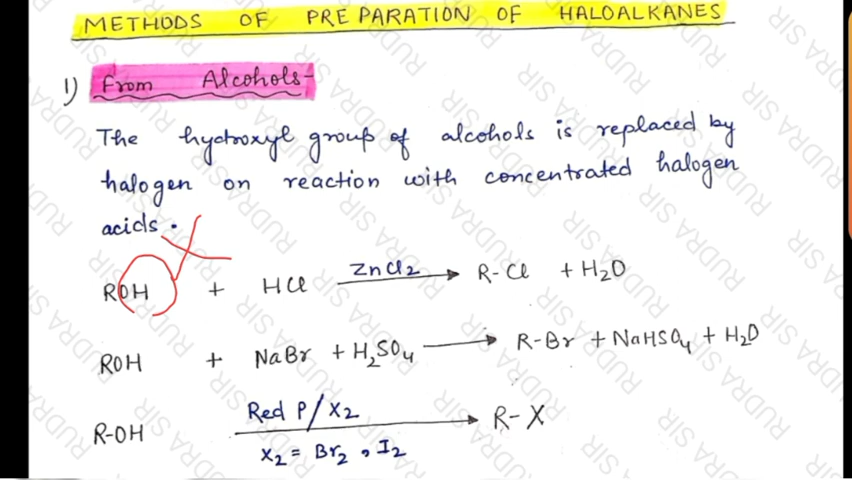 METHODS OF PREPARATION OF HALOALKANES
1) From Alcohols-
The hydroxyl group of alcohols is replaced by
halogen on reaction with concentrated halogen
acids.
X
ROH + HCl ZnCl2 → R-Cl + H2O
ROH + NaBr + H2SO4 → R-Br + NaHSO4 + H2O
R-OH Red P/X2 → R-X
X2 = Br2, I2
RUDRA SIR